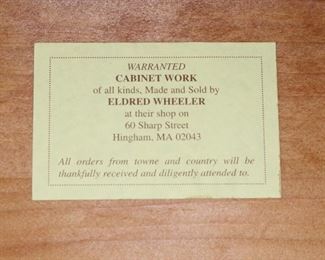 WARRANTED
CABINET WORK
of all kinds, Made and Sold by
ELDRED WHEELER
at their shop on
60 Sharp Street
Hingham, MA 02043
All orders from towne and country will be
thankfully received and diligently attended to.